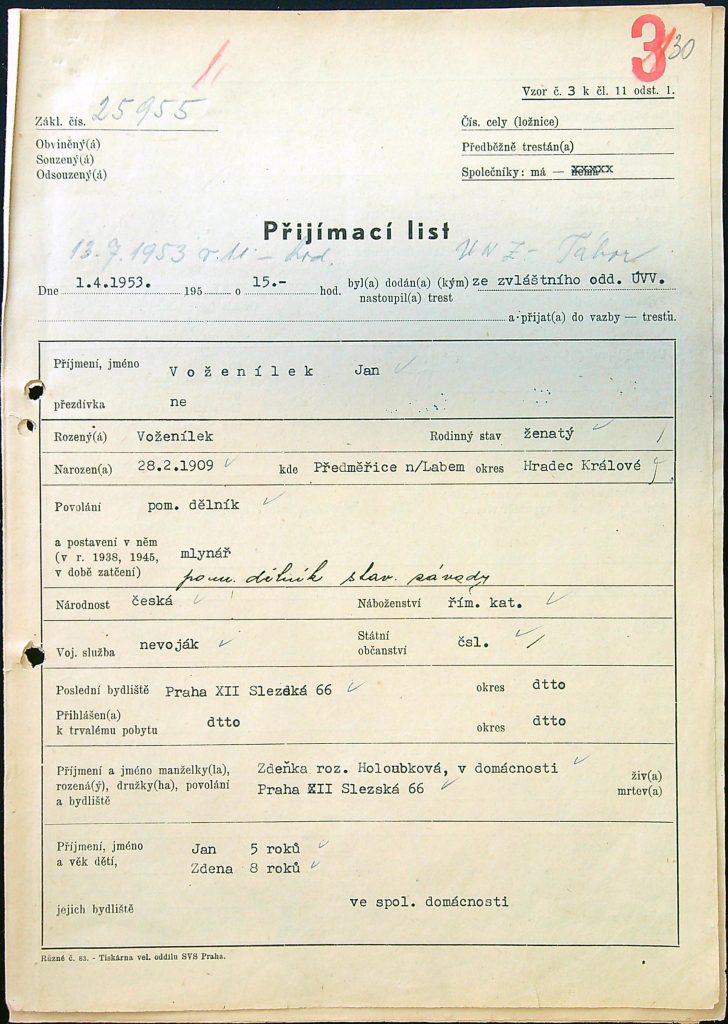 3
30
Vzor č. 3 k čl. 11 odst. 1.
Zákl. čís. 25955
Čís. cely (ložnice)
Obviněný(á)
Souzený(á)
Odsouzený(á)
Předběžně trestán(a)
Společníky: má — nemá
Přijímací list
13.7.1953 v 11 - hod. UNZ - Tábor
Dne 1.4.1953. 195 o 15.- hod. byl(a) dodán(a) (kým) ze zvláštního odd. ÚVV.
nastoupil(a) trest
a přijat(a) do vazby — trestu.
Příjmení, jméno Voženílek Jan
přezdívka ne
Rozený(á) Voženílek Rodinný stav ženatý
Narozen(a) 28.2.1909 kde Předměřice n/Labem okres Hradec Králové
Povolání pom. dělník
a postavení v něm
(v r. 1938, 1945, mlynář
v době zatčení) pom. dělník stav. závody
Národnost česká Náboženství řím. kat.
Voj. služba nevoják Státní občanství čsl.
Poslední bydliště Praha XII Slezská 66 okres dtto
Přihlášen(a)
k trvalému pobytu dtto okres dtto
Příjmení a jméno manželky(la), Zdeňka roz. Holoubková, v domácnosti živ(a)
rozená(ý), družky(ha), povolání Praha XII Slezská 66 mrtev(a)
a bydliště
Příjmení, jméno Jan 5 roků
a věk dětí, Zdena 8 roků
jejich bydliště ve spol. domácnosti
Různé č. 83. - Tiskárna vel. oddílu SVS Praha.